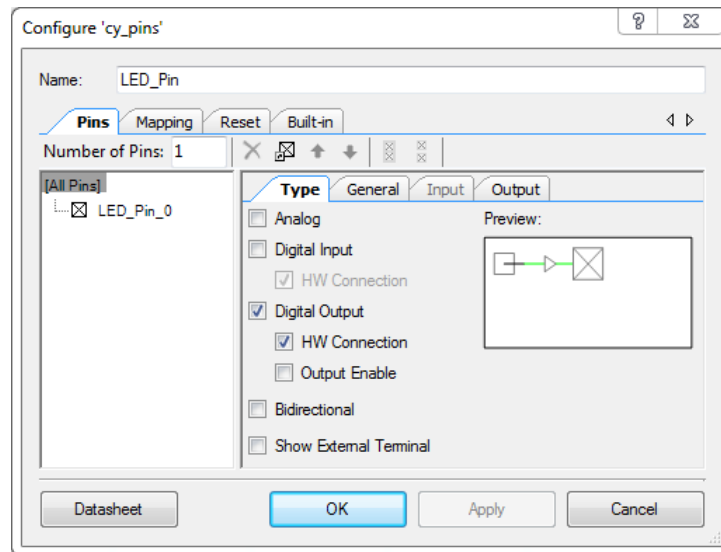 Configure 'cy_pins'
Name: LED_Pin
Pins Mapping Reset Built-in
Number of Pins: 1
[All Pins]
LED_Pin_0
Type General Input Output
Analog
Preview:
Digital Input
HW Connection
Digital Output
HW Connection
Output Enable
Bidirectional
Show External Terminal
Datasheet OK Apply Cancel